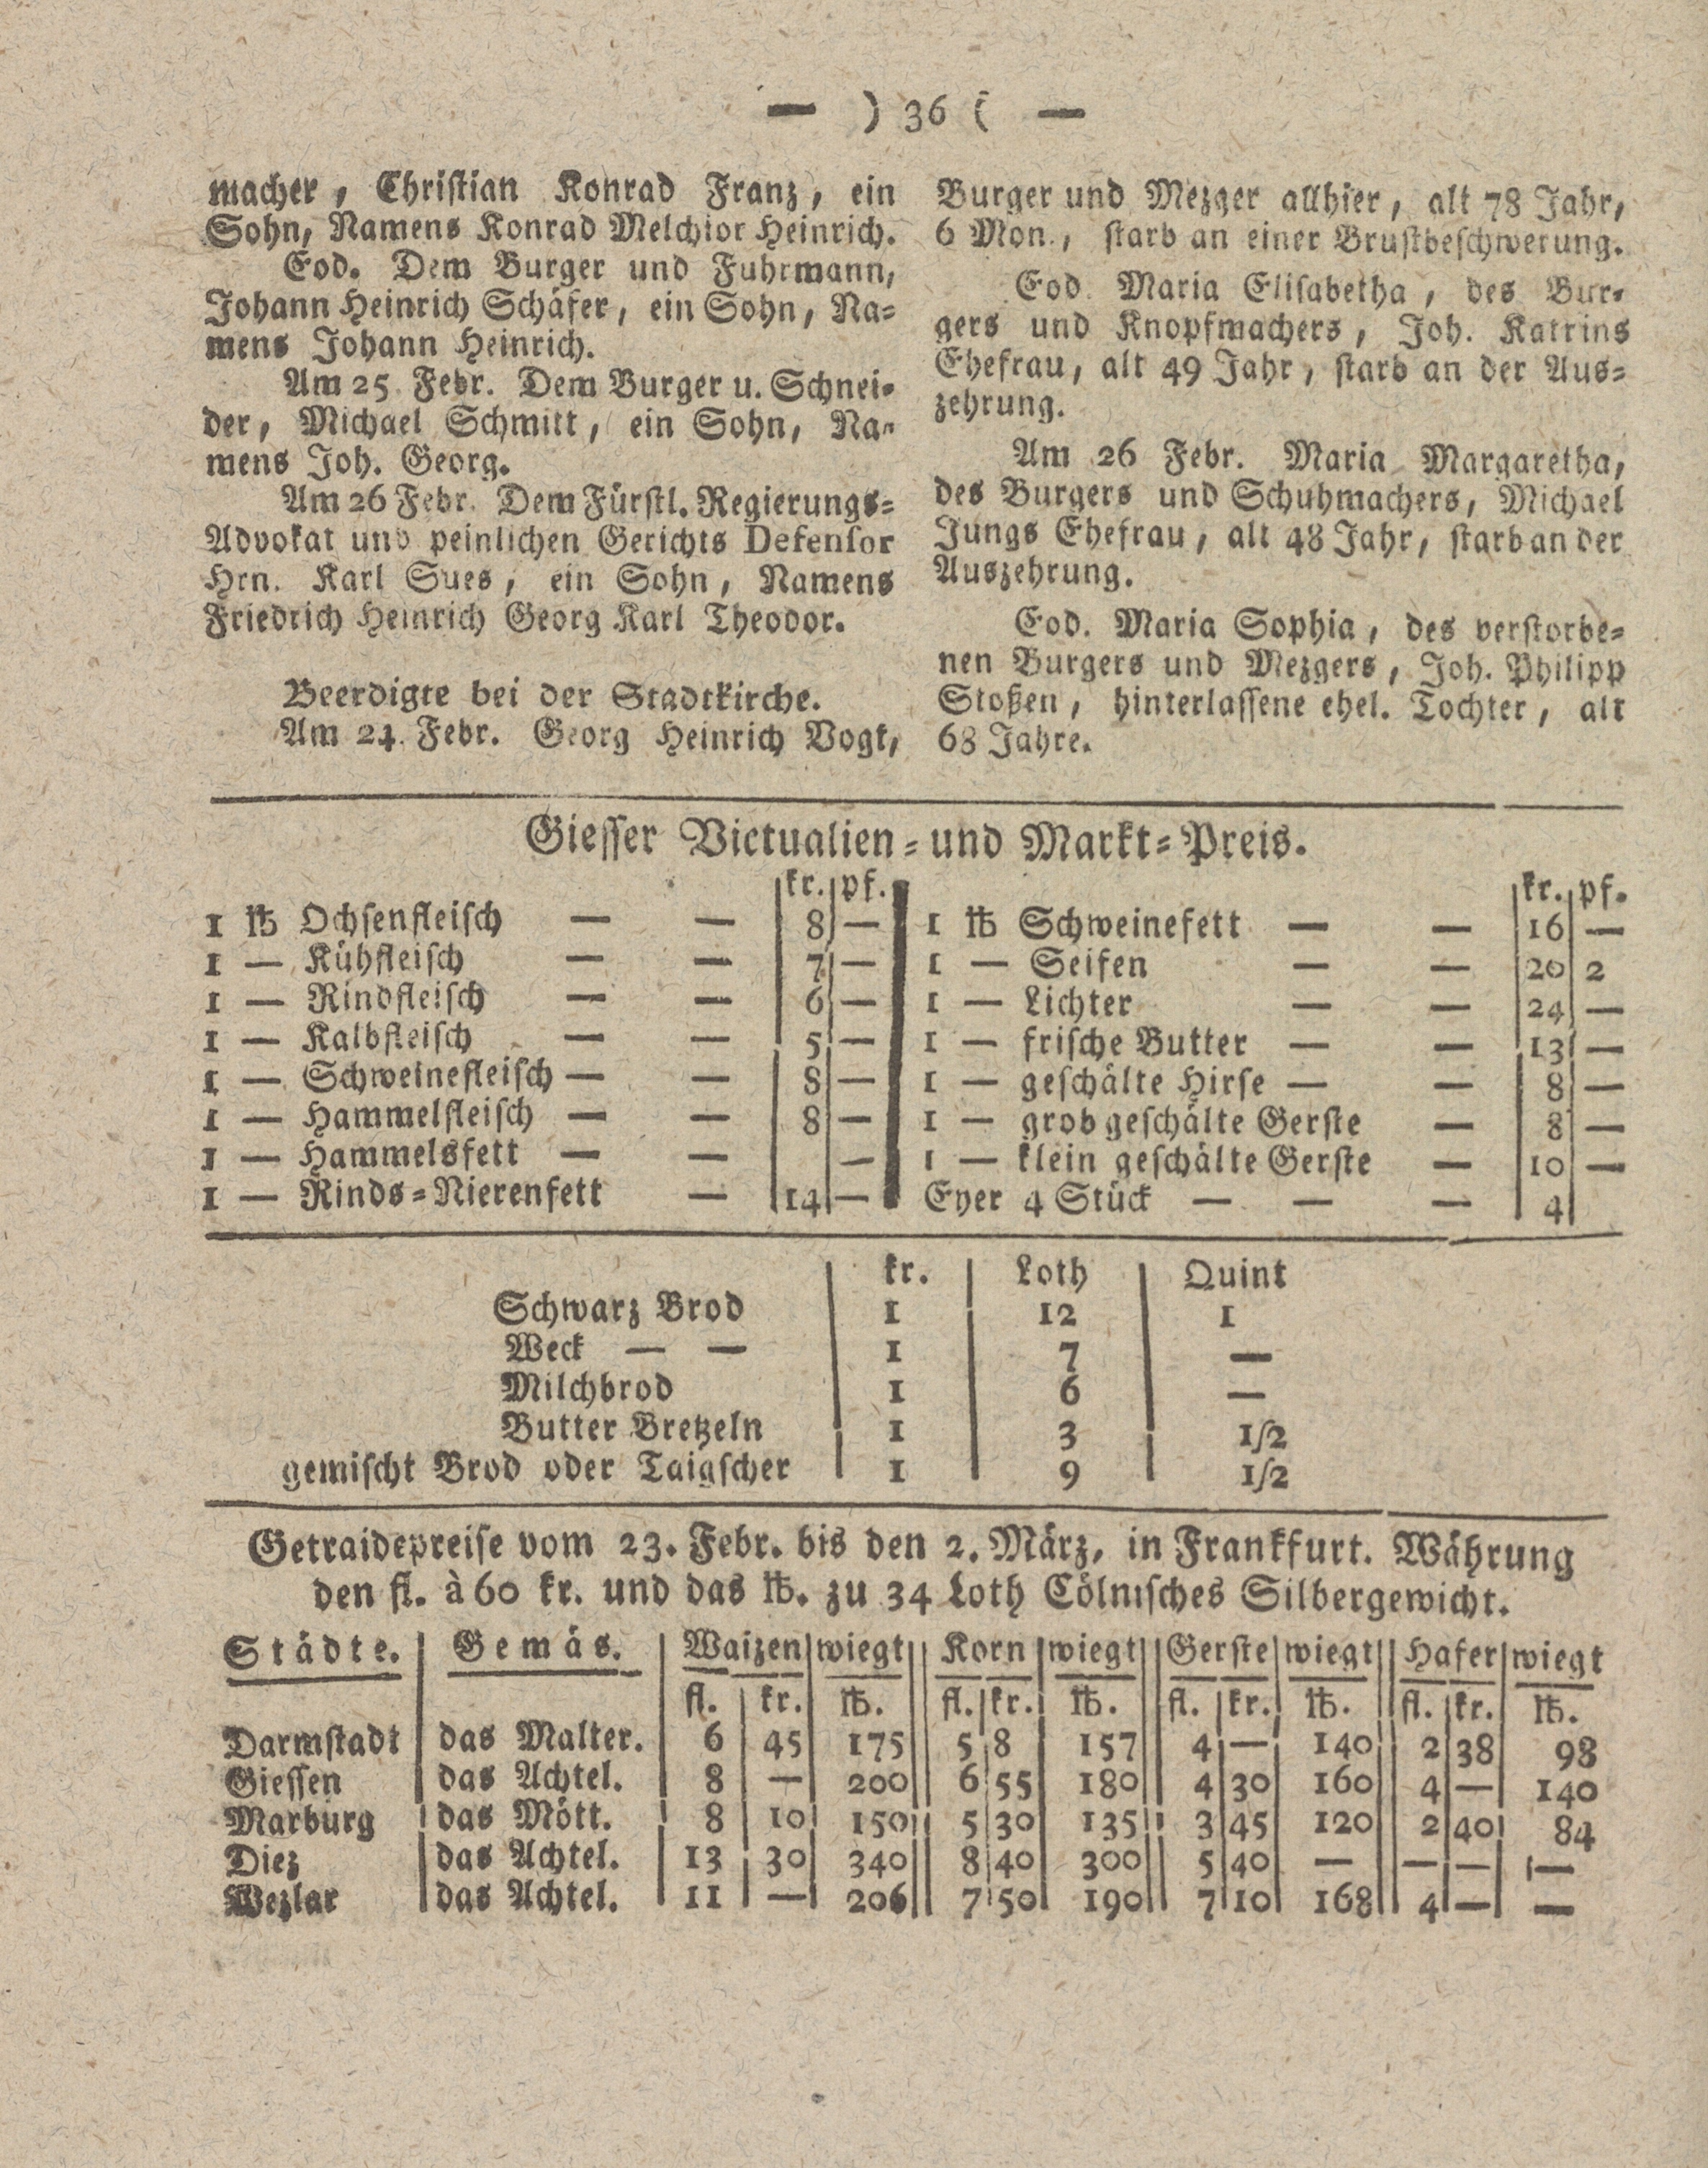 — ) 36 ( —
macher, Christian Konrad Franz, ein
Sohn, Namens Konrad Melchior Heinrich.
Eod. Dem Burger und Fuhrmann,
Johann Heinrich Schäfer, ein Sohn, Na-
mens Johann Heinrich.
Am 25 Febr. Dem Burger u. Schnei-
der, Michael Schmitt, ein Sohn, Na-
mens Joh. Georg.
Am 26 Febr. Dem Fürstl. Regierungs-
Advokat und peinlichen Gerichts Defensor
Hrn. Karl Sues, ein Sohn, Namens
Friedrich Heinrich Georg Karl Theodor.
Beerdigte bei der Stadtkirche.
Am 24. Febr. Georg Heinrich Vogt,
Burger und Mezger allhier, alt 78 Jahr,
6 Mon., starb an einer Brustbeschwerung.
Eod. Maria Elisabetha, des Bur-
gers und Knopfmachers, Joh. Katrins
Ehefrau, alt 49 Jahr, starb an der Aus-
zehrung.
Am 26 Febr. Maria Margaretha,
des Burgers und Schuhmachers, Michael
Jungs Ehefrau, alt 48 Jahr, starb an der
Auszehrung.
Eod. Maria Sophia, des verstorbe-
nen Burgers und Mezgers, Joh. Philipp
Stoßen, hinterlassene ehel. Tochter, alt
68 Jahre.
Giesser Victualien- und Markt-Preis.
kr. pf.
1 ℔ Ochsenfleisch — — 8 —
1 — Kühfleisch — — 7 —
1 — Rindfleisch — — 6 —
1 — Kalbfleisch — — 5 —
1 — Schweinefleisch — — 8 —
1 — Hammelfleisch — — 8 —
1 — Hammelsfett — — —
1 — Rinds-Nierenfett — 14 —
kr. pf.
1 ℔ Schweinefett — — 16 —
1 — Seifen — — 20 2
1 — Lichter — — 24 —
1 — frische Butter — — 13 —
1 — geschälte Hirse — — 8 —
1 — grob geschälte Gerste — 8 —
1 — klein geschälte Gerste — 10 —
Eyer 4 Stück — — — 4
kr. Loth Quint
Schwarz Brod 1 12 1
Weck — — 1 7 —
Milchbrod 1 6 —
Butter Bretzeln 1 3 1/2
gemischt Brod oder Taigscher 1 9 1/2
Getraidepreise vom 23. Febr. bis den 2. März, in Frankfurt. Währung
den fl. à 60 kr. und das ℔. zu 34 Loth Cölnisches Silbergewicht.
Städte. Gemäs. Waizen wiegt Korn wiegt Gerste wiegt Hafer wiegt
fl. kr. ℔. fl. kr. ℔. fl. kr. ℔. fl. kr. ℔.
Darmstadt das Malter. 6 45 175 5 8 157 4 — 140 2 38 98
Giessen das Achtel. 8 — 200 6 55 180 4 30 160 4 — 140
Marburg das Mött. 8 10 150 5 30 135 3 45 120 2 40 84
Diez das Achtel. 13 30 340 8 40 300 5 40 — — — —
Wezlar das Achtel. 11 — 206 7 50 190 7 10 168 4 — —